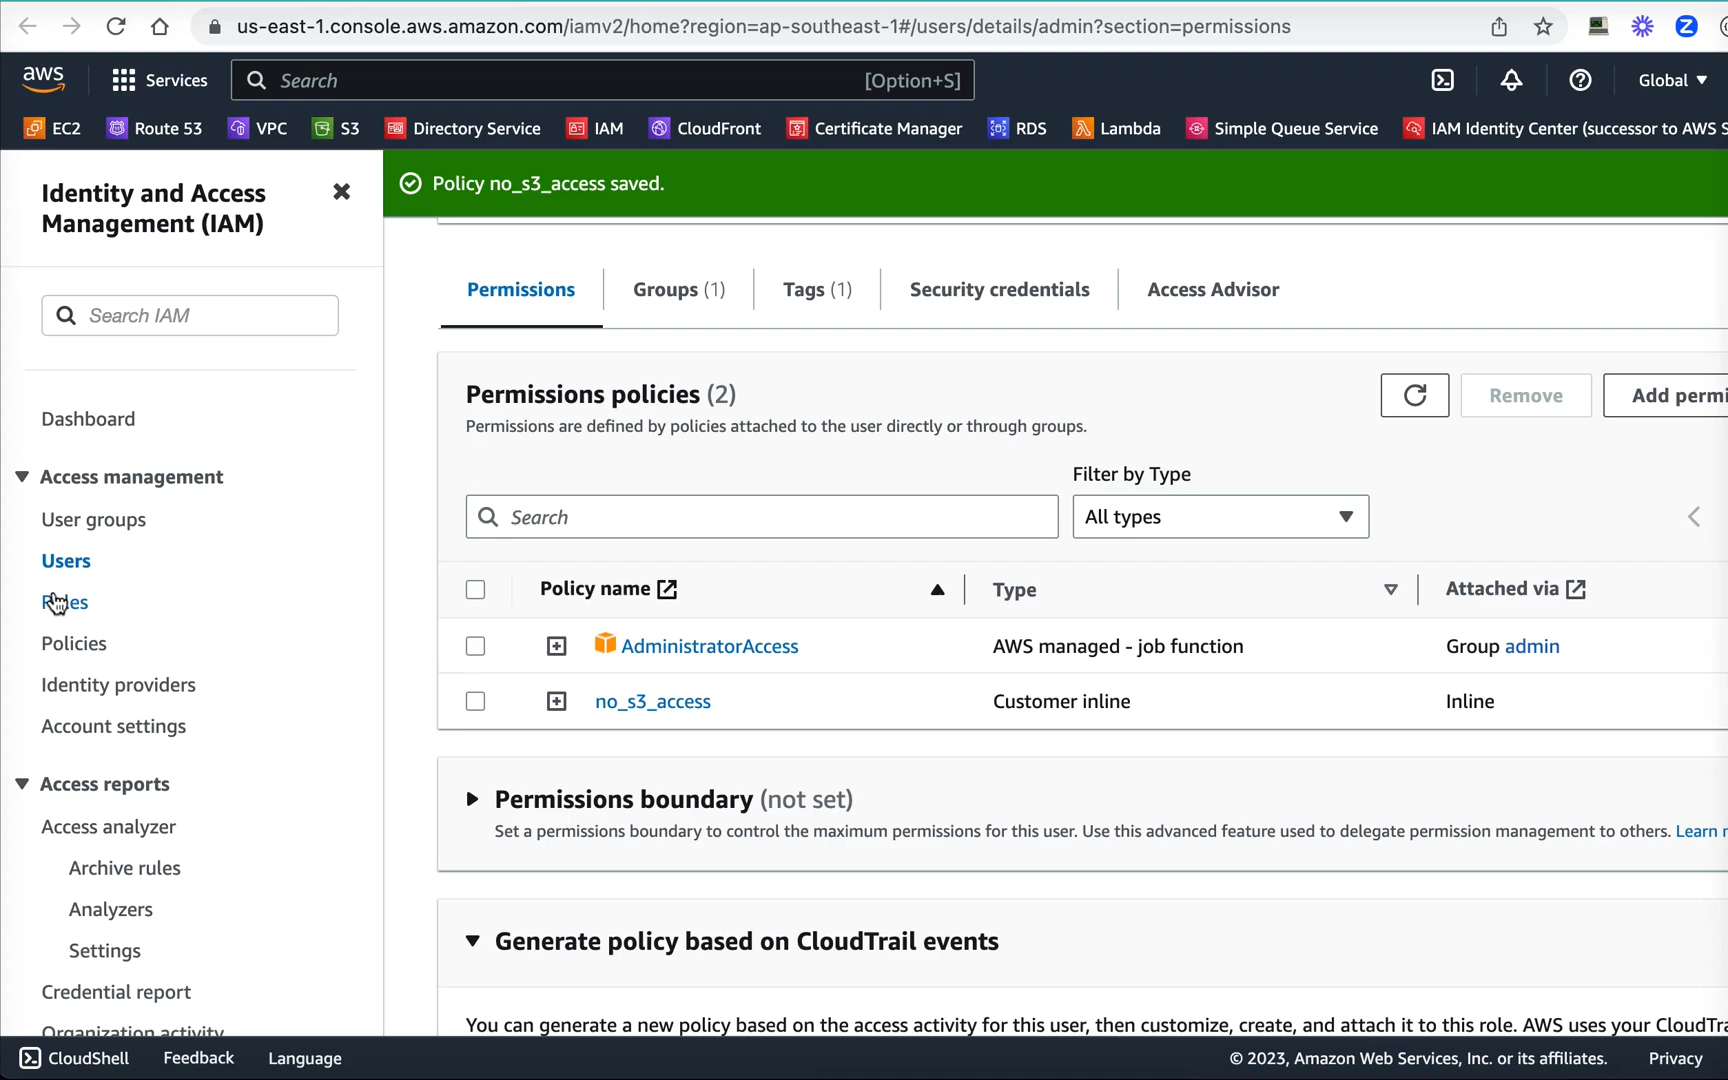 us-east-1.console.aws.amazon.com/iamv2/home?region=ap-southeast-1#/users/details/admin?section=permissions
Z
aws
Services
Search
[Option+S]
Global
EC2
Route 53
VPC
S3
Directory Service
IAM
CloudFront
Certificate Manager
RDS
Lambda
Simple Queue Service
IAM Identity Center (successor to AWS S
Identity and Access
Management (IAM)
Policy no_s3_access saved.
Search IAM
Dashboard
Access management
User groups
Users
Policies
Identity providers
Account settings
Access reports
Access analyzer
Archive rules
Analyzers
Settings
Credential report
Organization activity
Permissions
Groups (1)
Tags (1)
Security credentials
Access Advisor
Permissions policies (2)
Permissions are defined by policies attached to the user directly or through groups.
Remove
Add permi
Filter by Type
Search
All types
Policy name
Type
Attached via
AdministratorAccess
AWS managed - job function
Group admin
no_s3_access
Customer inline
Inline
Permissions boundary (not set)
Set a permissions boundary to control the maximum permissions for this user. Use this advanced feature used to delegate permission management to others. Learn
Generate policy based on CloudTrail events
You can generate a new policy based on the access activity for this user, then customize, create, and attach it to this role. AWS uses your CloudTra
CloudShell
Feedback
Language
© 2023, Amazon Web Services, Inc. or its affiliates.
Privacy